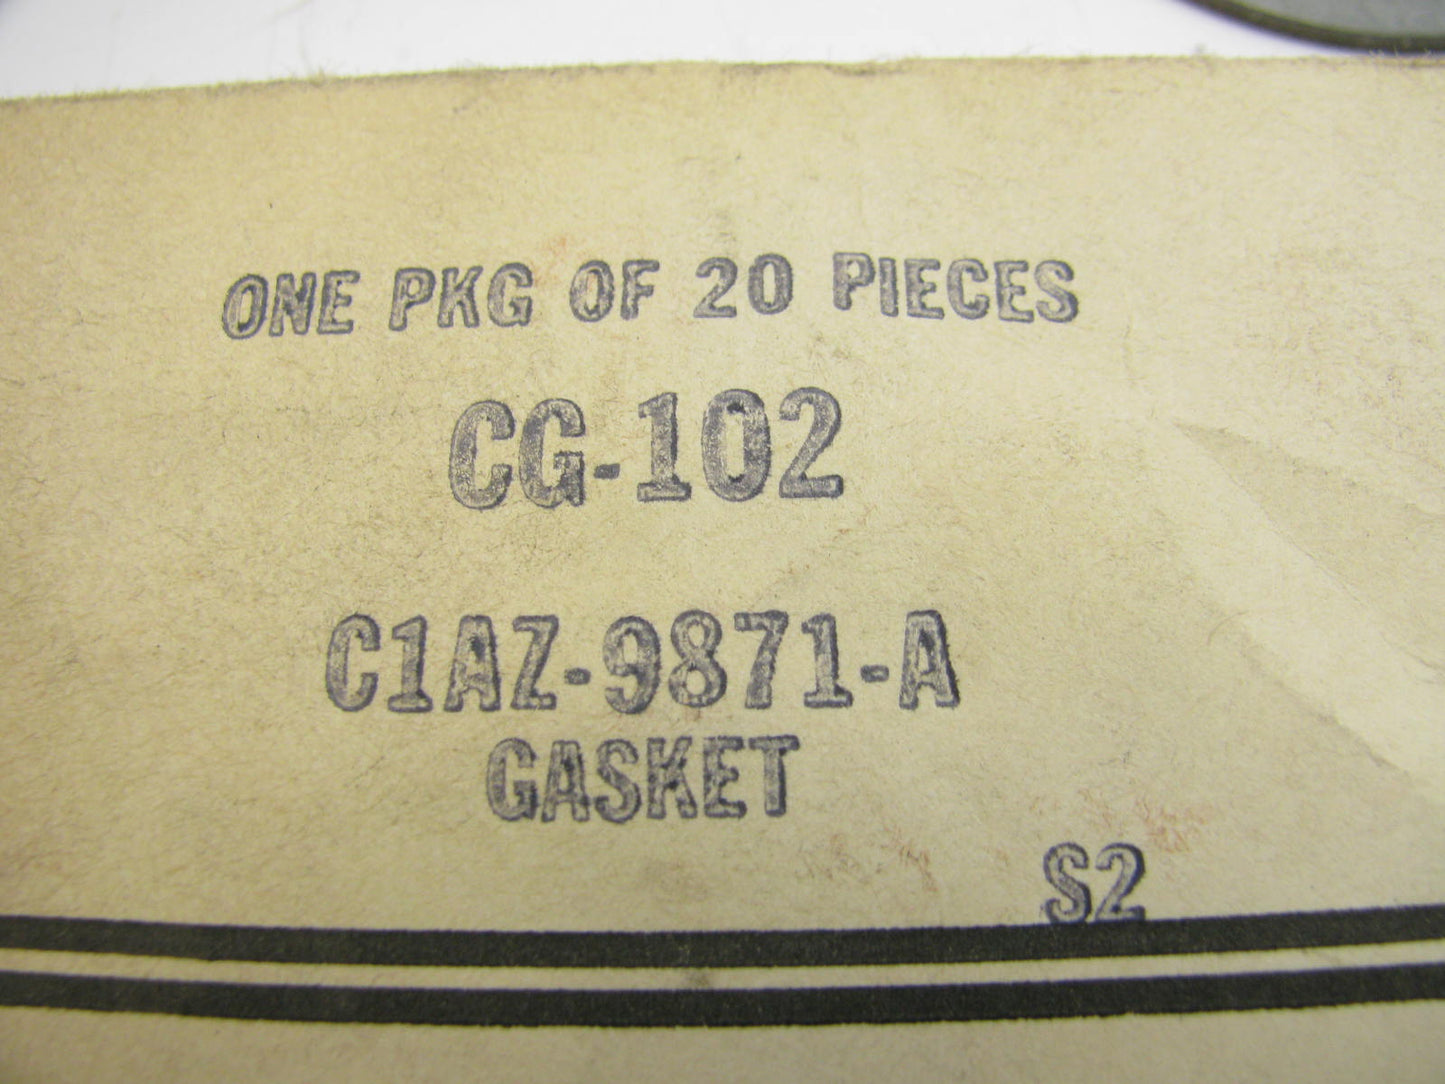 ONE PKG OF 20 PIECES
CG-102
C1AZ-9871-A
GASKET
S2